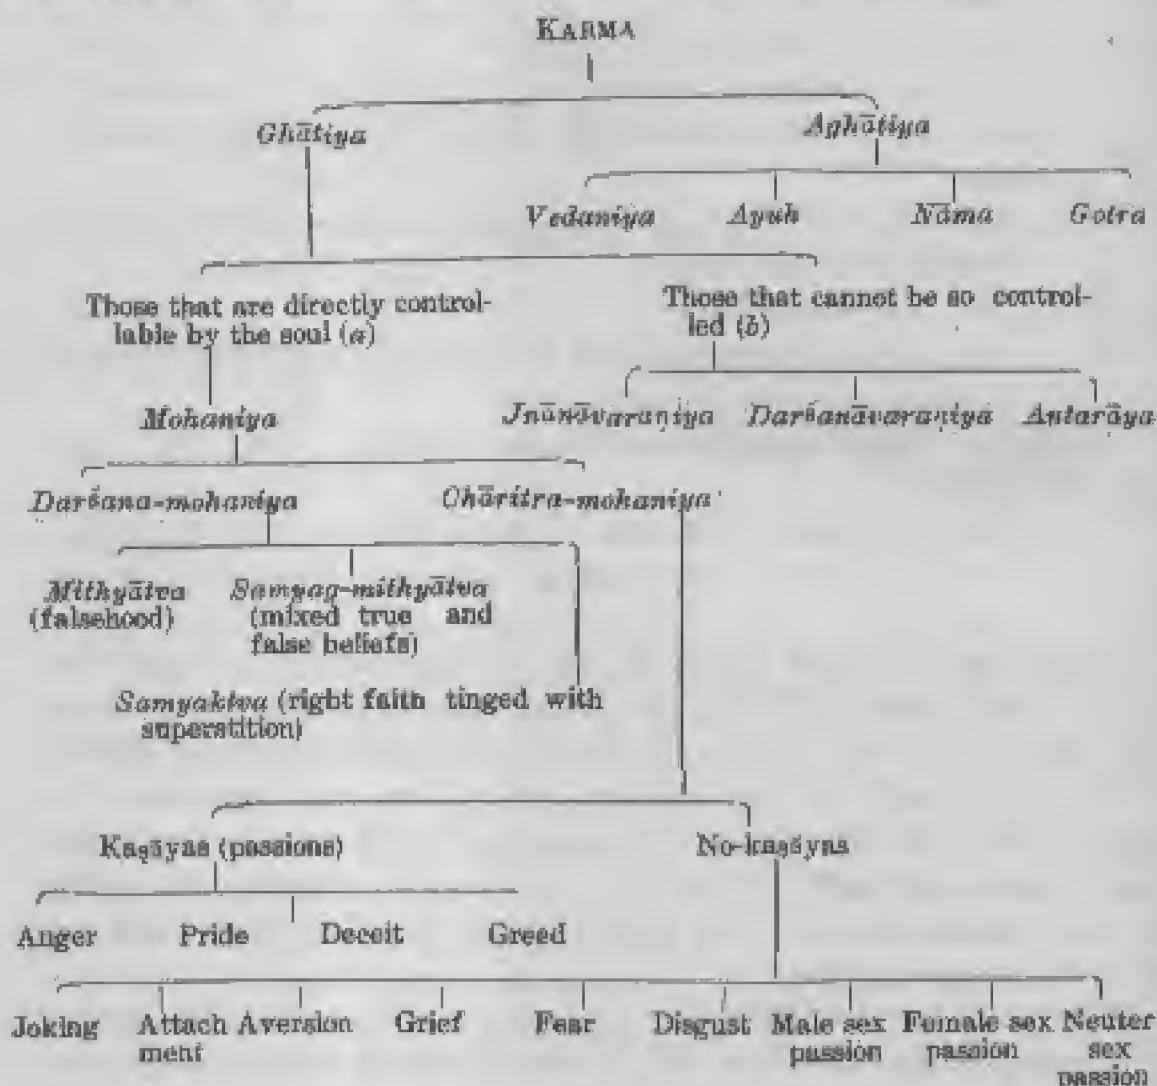 KARMA
Ghātiya Aghātiya
Vedaniya Ayuh Nāma Gotra
Those that are directly control-
lable by the soul (a)
Those that cannot be so control-
led (b)
Mohaniya Jnānāvaraṇiya Darśanāvaraṇiya Antarāya
Darśana-mohaniya Chāritra-mohaniya
Mithyātva
(falsehood)
Samyag-mithyātva
(mixed true and
false beliefs)
Samyaktva (right faith tinged with
superstition)
Kaṣāyas (passions) No-kaṣāyas
Anger Pride Deceit Greed
Joking Attach
ment Aversion Grief Fear Disgust Male sex
passion Female sex
passion Neuter
sex
passion